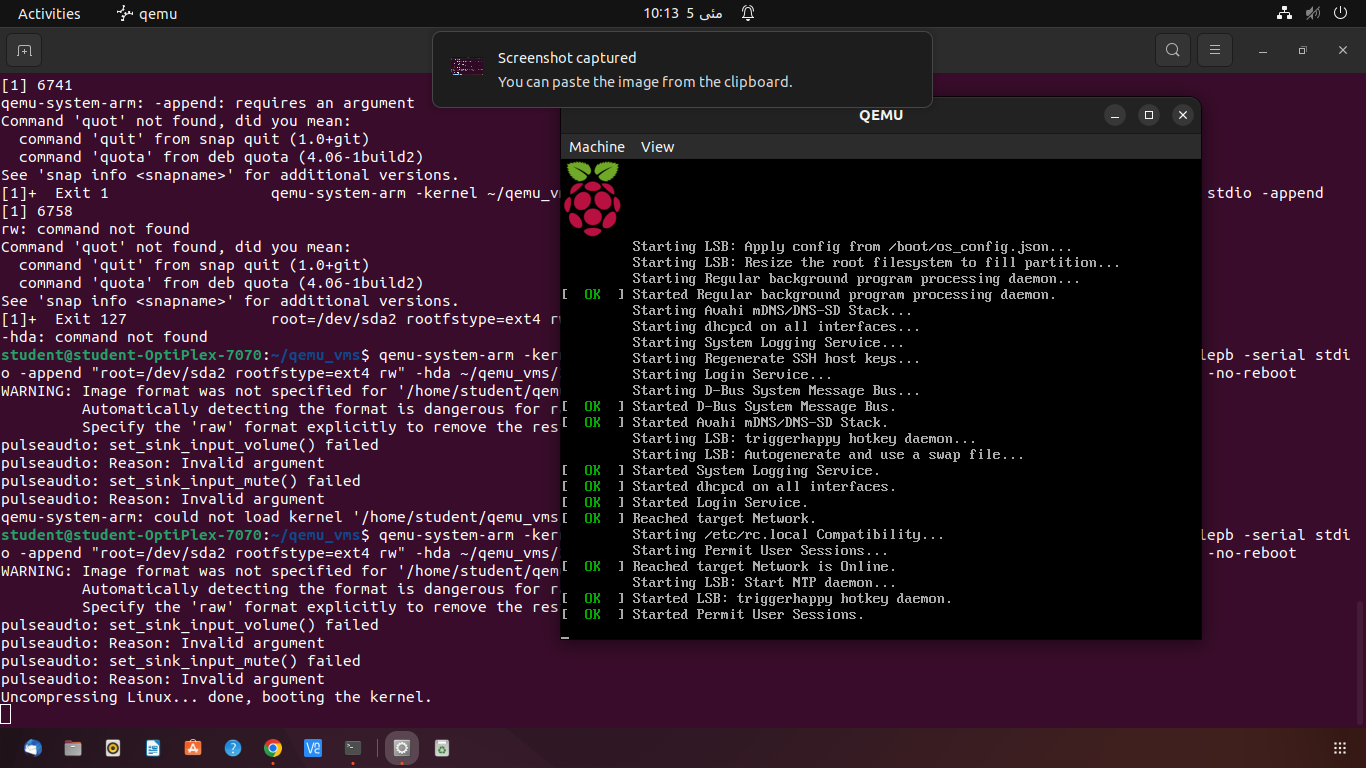 Activities
qemu
10:13 5 مئی
Screenshot captured
You can paste the image from the clipboard.
[1] 6741
qemu-system-arm: -append: requires an argument
Command 'quot' not found, did you mean:
command 'quit' from snap quit (1.0+git)
command 'quota' from deb quota (4.06-1build2)
See 'snap info <snapname>' for additional versions.
[1]+ Exit 1 qemu-system-arm -kernel ~/qemu_v stdio -append
[1] 6758
rw: command not found
Command 'quot' not found, did you mean:
command 'quit' from snap quit (1.0+git)
command 'quota' from deb quota (4.06-1build2)
See 'snap info <snapname>' for additional versions.
[1]+ Exit 127 root=/dev/sda2 rootfstype=ext4 r
-hda: command not found
student@student-OptiPlex-7070:~/qemu_vms$ qemu-system-arm -ker lepb -serial stdi
o -append "root=/dev/sda2 rootfstype=ext4 rw" -hda ~/qemu_vms/ -no-reboot
WARNING: Image format was not specified for '/home/student/qem
Automatically detecting the format is dangerous for r
Specify the 'raw' format explicitly to remove the res
pulseaudio: set_sink_input_volume() failed
pulseaudio: Reason: Invalid argument
pulseaudio: set_sink_input_mute() failed
pulseaudio: Reason: Invalid argument
qemu-system-arm: could not load kernel '/home/student/qemu_vms
student@student-OptiPlex-7070:~/qemu_vms$ qemu-system-arm -ker lepb -serial stdi
o -append "root=/dev/sda2 rootfstype=ext4 rw" -hda ~/qemu_vms/ -no-reboot
WARNING: Image format was not specified for '/home/student/qem
Automatically detecting the format is dangerous for r
Specify the 'raw' format explicitly to remove the res
pulseaudio: set_sink_input_volume() failed
pulseaudio: Reason: Invalid argument
pulseaudio: set_sink_input_mute() failed
pulseaudio: Reason: Invalid argument
Uncompressing Linux... done, booting the kernel.
QEMU
Machine View
Starting LSB: Apply config from /boot/os_config.json...
Starting LSB: Resize the root filesystem to fill partition...
Starting Regular background program processing daemon...
[ OK ] Started Regular background program processing daemon.
Starting Avahi mDNS/DNS-SD Stack...
Starting dhcpcd on all interfaces...
Starting System Logging Service...
Starting Regenerate SSH host keys...
Starting Login Service...
Starting D-Bus System Message Bus...
[ OK ] Started D-Bus System Message Bus.
[ OK ] Started Avahi mDNS/DNS-SD Stack.
Starting LSB: triggerhappy hotkey daemon...
Starting LSB: Autogenerate and use a swap file...
[ OK ] Started System Logging Service.
[ OK ] Started dhcpcd on all interfaces.
[ OK ] Started Login Service.
[ OK ] Reached target Network.
Starting /etc/rc.local Compatibility...
Starting Permit User Sessions...
[ OK ] Reached target Network is Online.
Starting LSB: Start NTP daemon...
[ OK ] Started LSB: triggerhappy hotkey daemon.
[ OK ] Started Permit User Sessions.